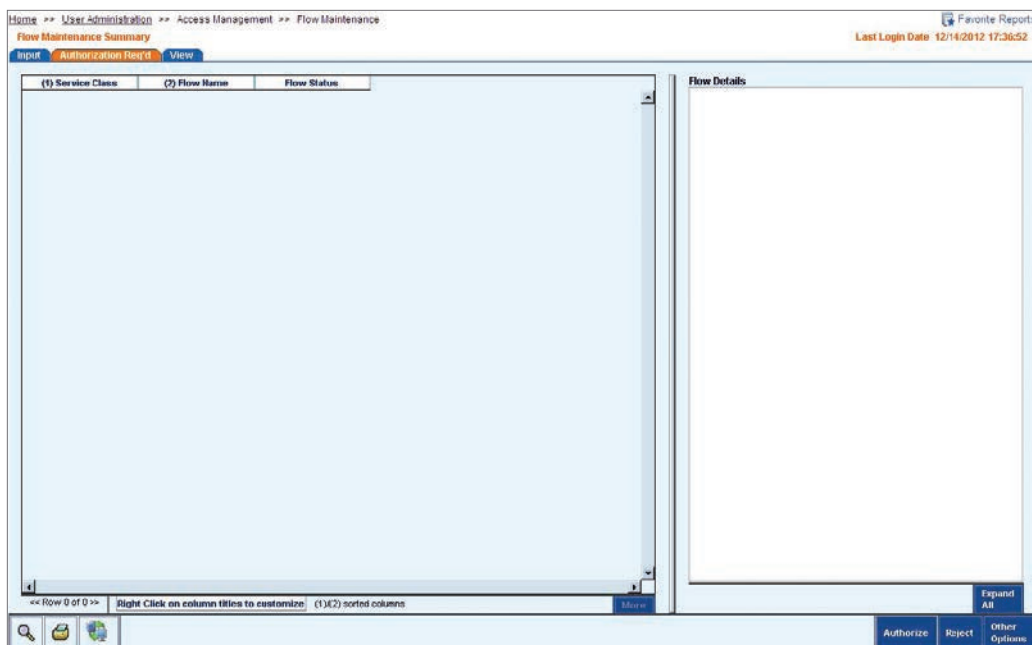 Home >> User Administration >> Access Management >> Flow Maintenance
Favorite Report
Flow Maintenance Summary
Last Login Date 12/14/2012 17:36:52
Input
Authorization Req'd
View
(1) Service Class
(2) Flow Name
Flow Status
Flow Details
<< Row 0 of 0 >>
Right Click on column titles to customize
(1)/(2) sorted columns
More
Expand All
Authorize
Reject
Other Options